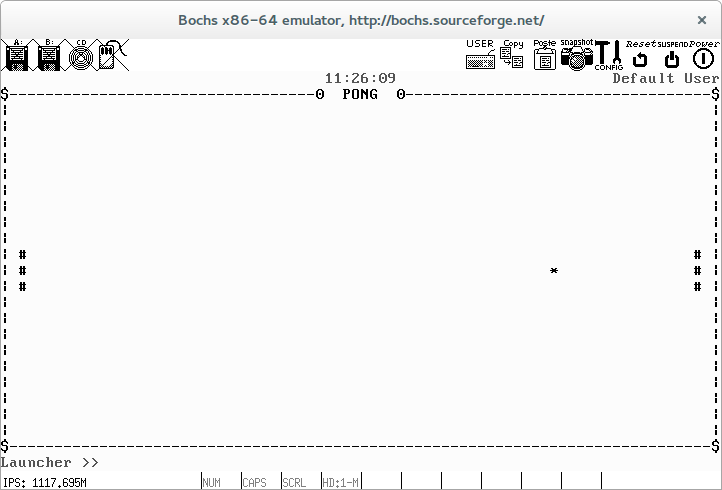 Bochs x86-64 emulator, http://bochs.sourceforge.net/ ×
A: B: CD USER Copy Paste snapshot CONFIG Reset SUSPEND Power
11:26:09 Default User
$---------------------------------0 PONG 0---------------------------------$
# #
# * #
# #
$------------------------------------------------------------------------------$
Launcher >>
IPS: 1117.695M NUM CAPS SCRL HD:1-M